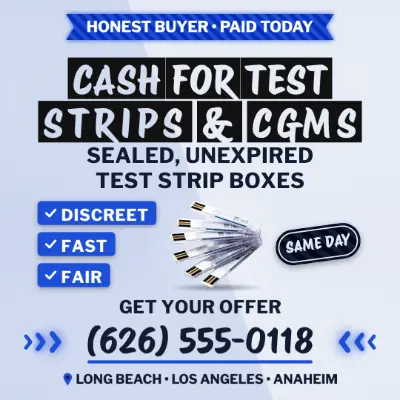 HONEST BUYER • PAID TODAY
CASH FOR TEST
STRIPS & CGMS
SEALED, UNEXPIRED
TEST STRIP BOXES
DISCREET
FAST
FAIR
SAME DAY
GET YOUR OFFER
(626) 555-0118
LONG BEACH • LOS ANGELES • ANAHEIM